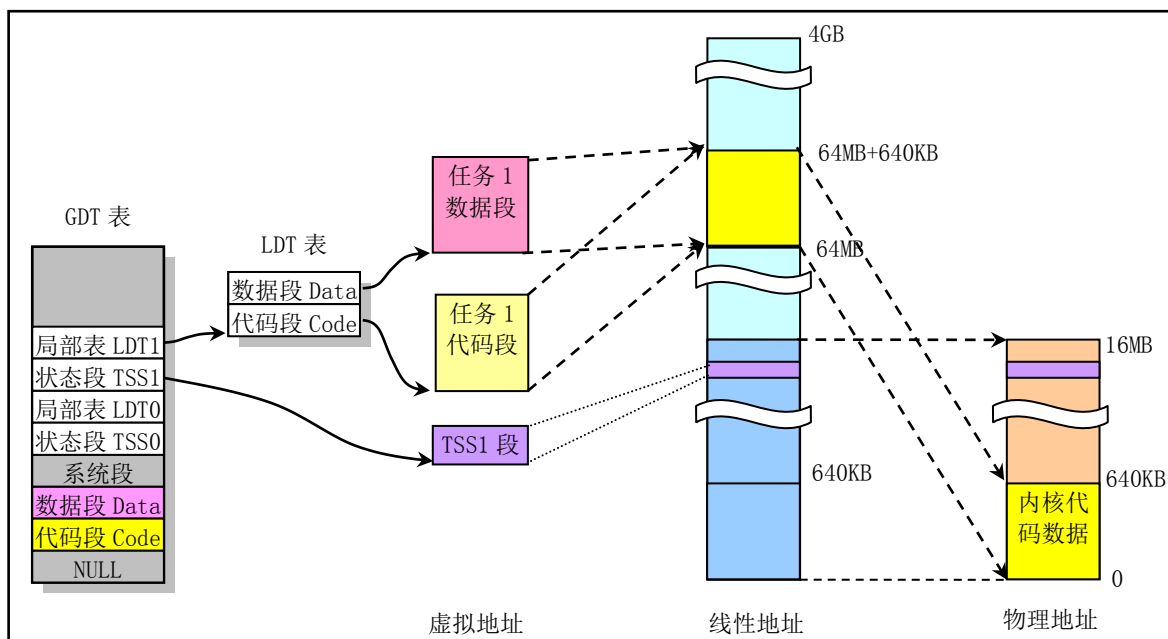 GDT 表
局部表 LDT1
状态段 TSS1
局部表 LDT0
状态段 TSS0
系统段
数据段 Data
代码段 Code
NULL
LDT 表
数据段 Data
代码段 Code
任务 1
数据段
任务 1
代码段
TSS1 段
虚拟地址
4GB
64MB+640KB
64MB
640KB
线性地址
16MB
640KB
内核代
码数据
0
物理地址